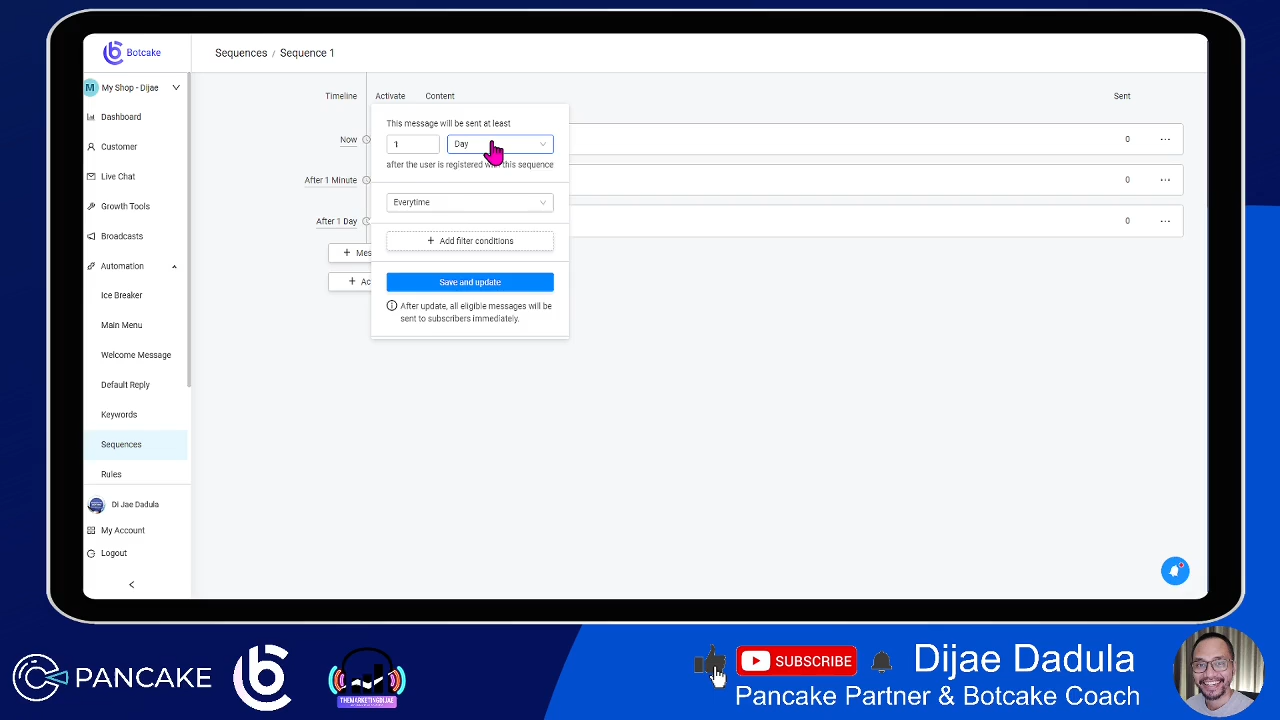 Botcake
Sequences / Sequence 1
M My Shop - Dijae
Dashboard
Customer
Live Chat
Growth Tools
Broadcasts
Automation
Ice Breaker
Main Menu
Welcome Message
Default Reply
Keywords
Sequences
Rules
Di Jae Dadula
My Account
Logout
Timeline Activate Content Sent
Now
0
After 1 Minute
0
After 1 Day
0
+ Mes
+ Ac
This message will be sent at least
1 Day
after the user is registered with this sequence
Everytime
+ Add filter conditions
Save and update
After update, all eligible messages will be
sent to subscribers immediately.
PANCAKE
THEMARKETINGDIJAE
SUBSCRIBE
Dijae Dadula
Pancake Partner & Botcake Coach